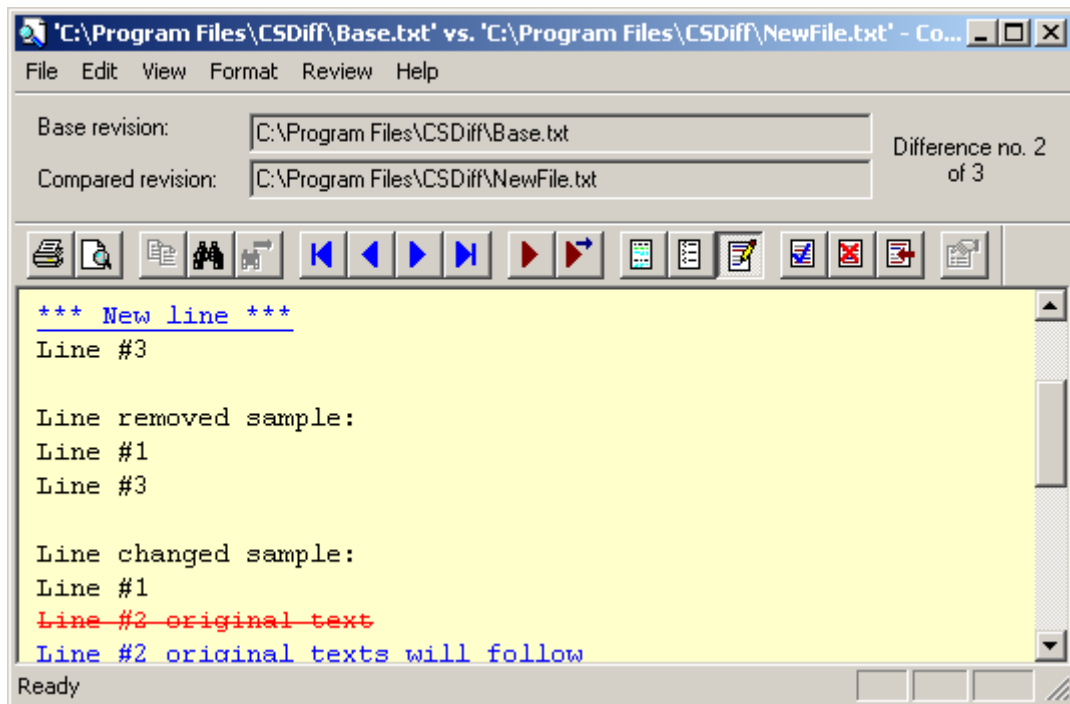 'C:\Program Files\CSDiff\Base.txt' vs. 'C:\Program Files\CSDiff\NewFile.txt' - Co...
File Edit View Format Review Help
Base revision: C:\Program Files\CSDiff\Base.txt
Compared revision: C:\Program Files\CSDiff\NewFile.txt
Difference no. 2
of 3
*** New line ***
Line #3
Line removed sample:
Line #1
Line #3
Line changed sample:
Line #1
Line #2 original text
Line #2 original texts will follow
Ready